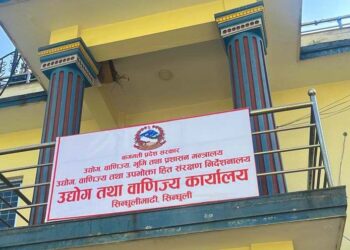 बागमती प्रदेश सरकार
उद्योग, वाणिज्य, भूमि तथा प्रशासन मन्त्रालय
उद्योग, वाणिज्य तथा उपभोक्ता हित संरक्षण निर्देशनालय
उद्योग तथा वाणिज्य कार्यालय
सिन्धुलीमाढी, सिन्धुली